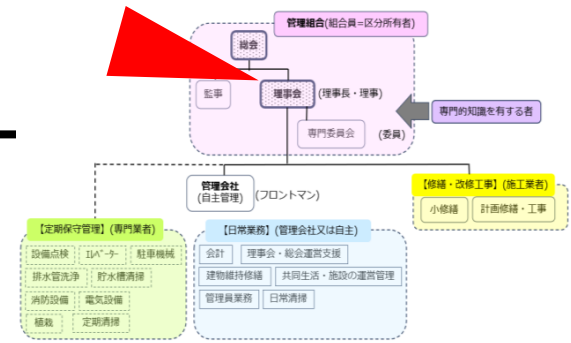 管理組合(組合員=区分所有者)
総会
監事
理事会
(理事長・理事)
専門的知識を有する者
専門委員会
(委員)
管理会社
(自主管理)
(フロントマン)
【修繕・改修工事】(施工業者)
小修繕
計画修繕・工事
【定期保守管理】(専門業者)
設備点検
エレベーター
駐車機械
排水管洗浄
貯水槽清掃
消防設備
電気設備
植栽
定期清掃
【日常業務】(管理会社又は自主)
会計
理事会・総会運営支援
建物維持修繕
共同生活・施設の運営管理
管理員業務
日常清掃